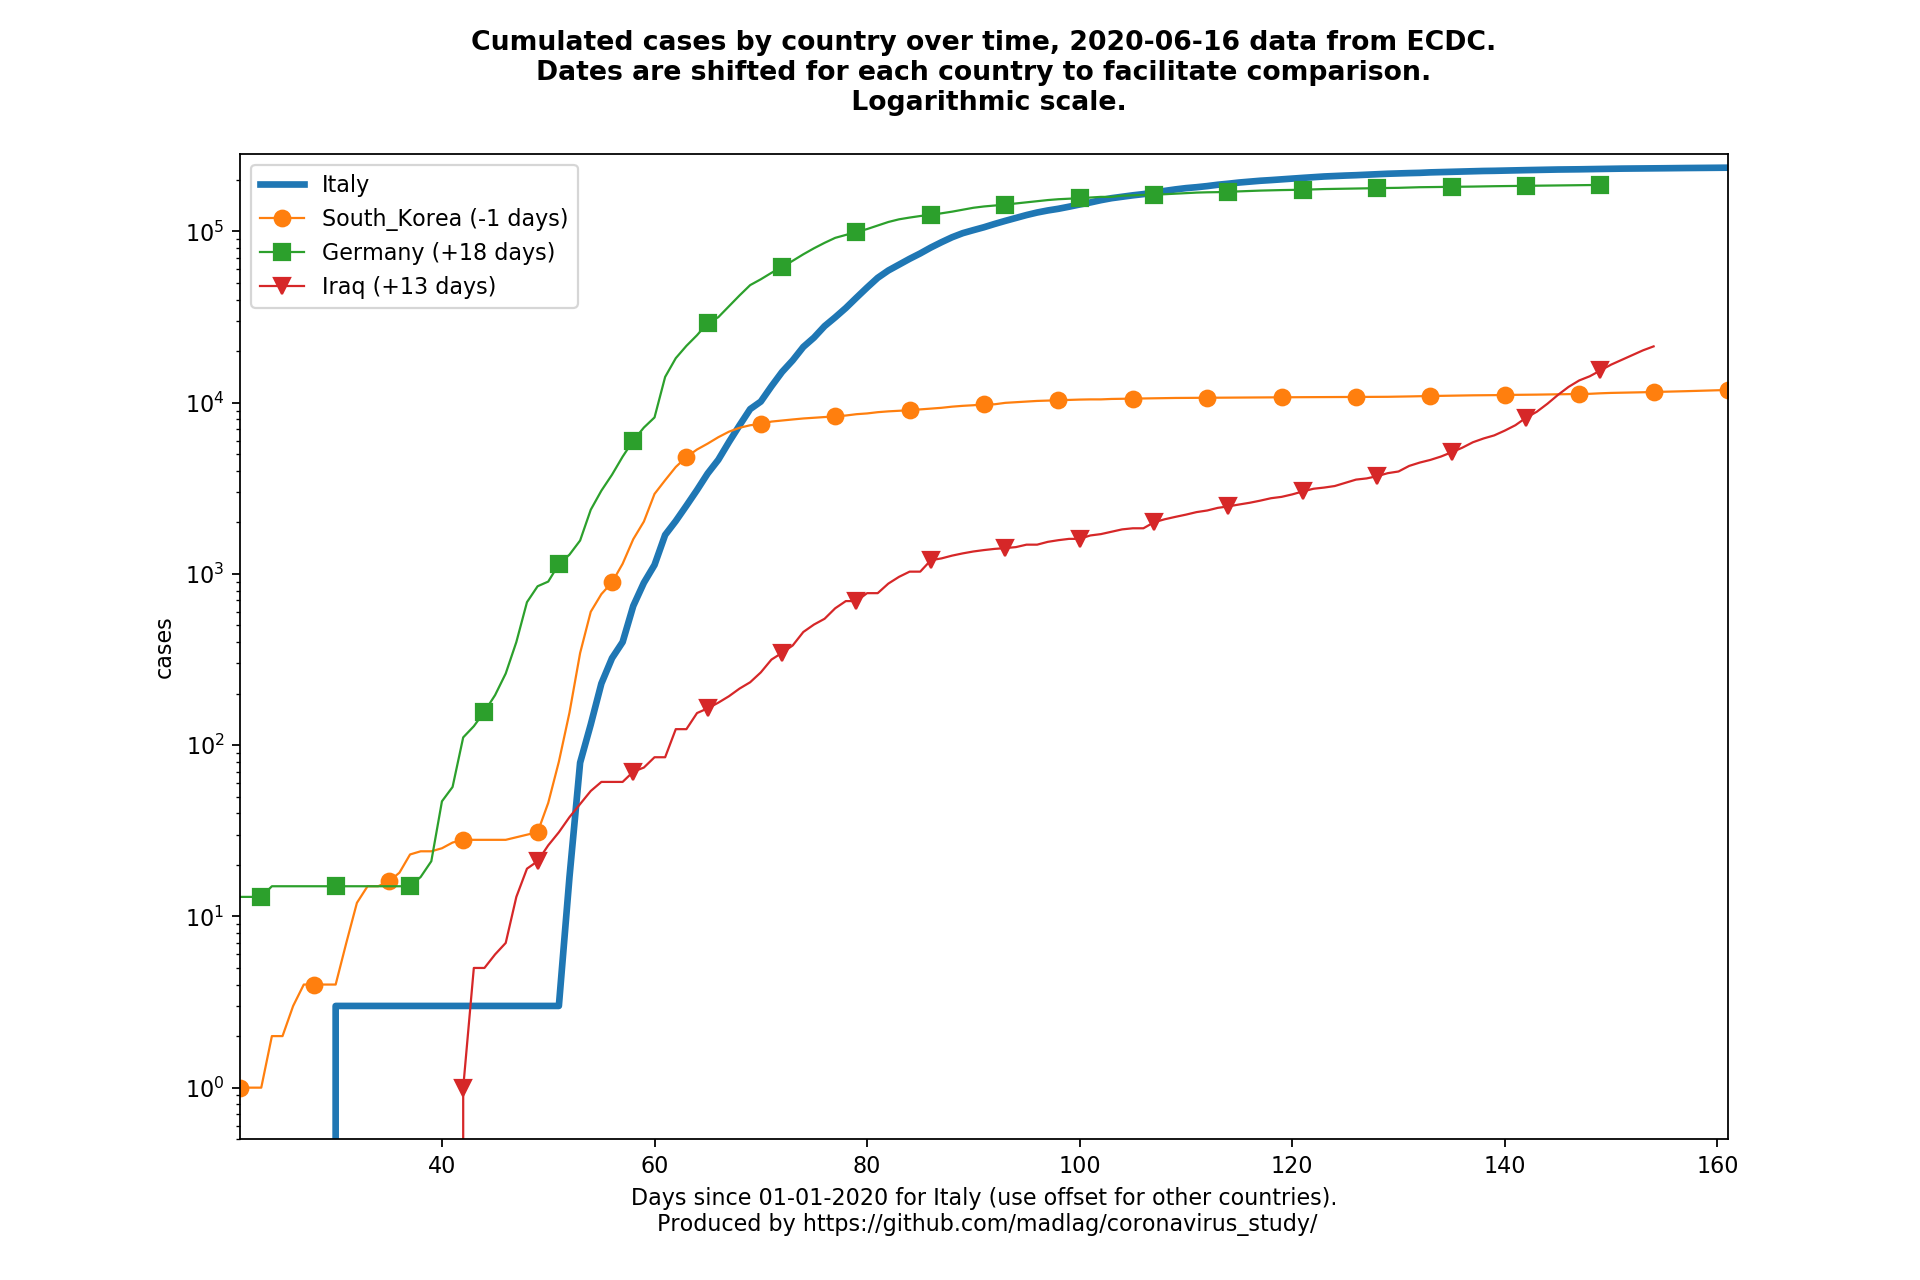 Cumulated cases by country over time, 2020-06-16 data from ECDC.
Dates are shifted for each country to facilitate comparison.
Logarithmic scale.
Italy
South_Korea (-1 days)
Germany (+18 days)
Iraq (+13 days)
10^5
10^4
10^3
10^2
10^1
10^0
cases
40 60 80 100 120 140 160
Days since 01-01-2020 for Italy (use offset for other countries).
Produced by https://github.com/madlag/coronavirus_study/